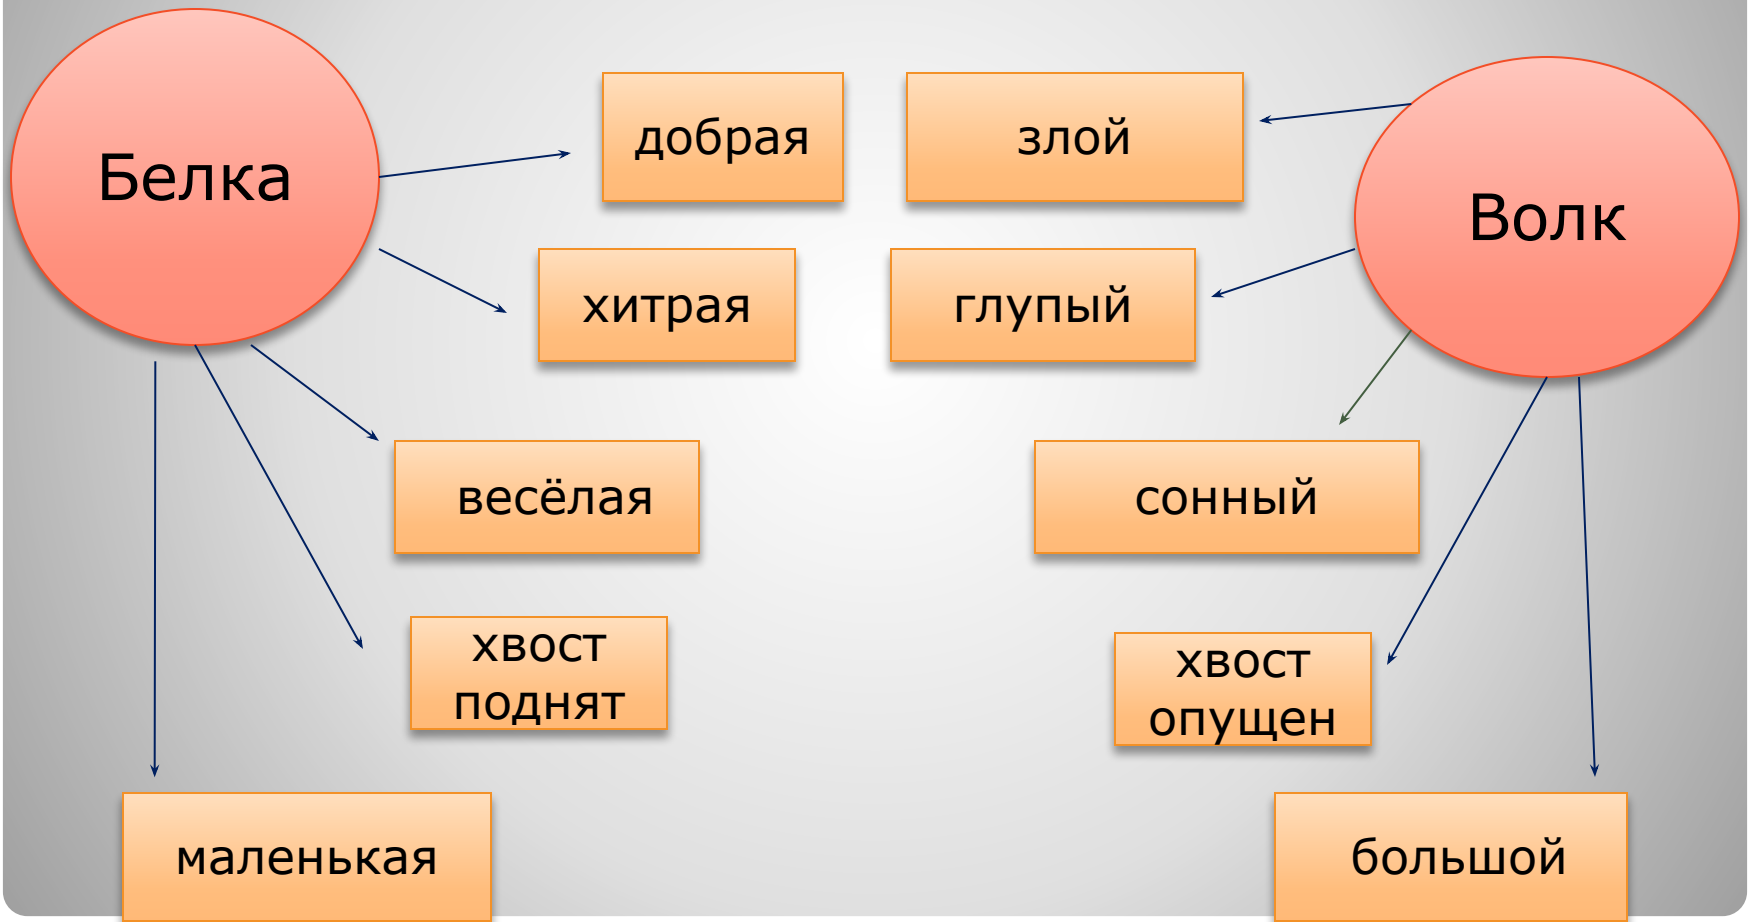 Белка
добрая
хитрая
весёлая
хвост
поднят
маленькая
Волк
злой
глупый
сонный
хвост
опущен
большой